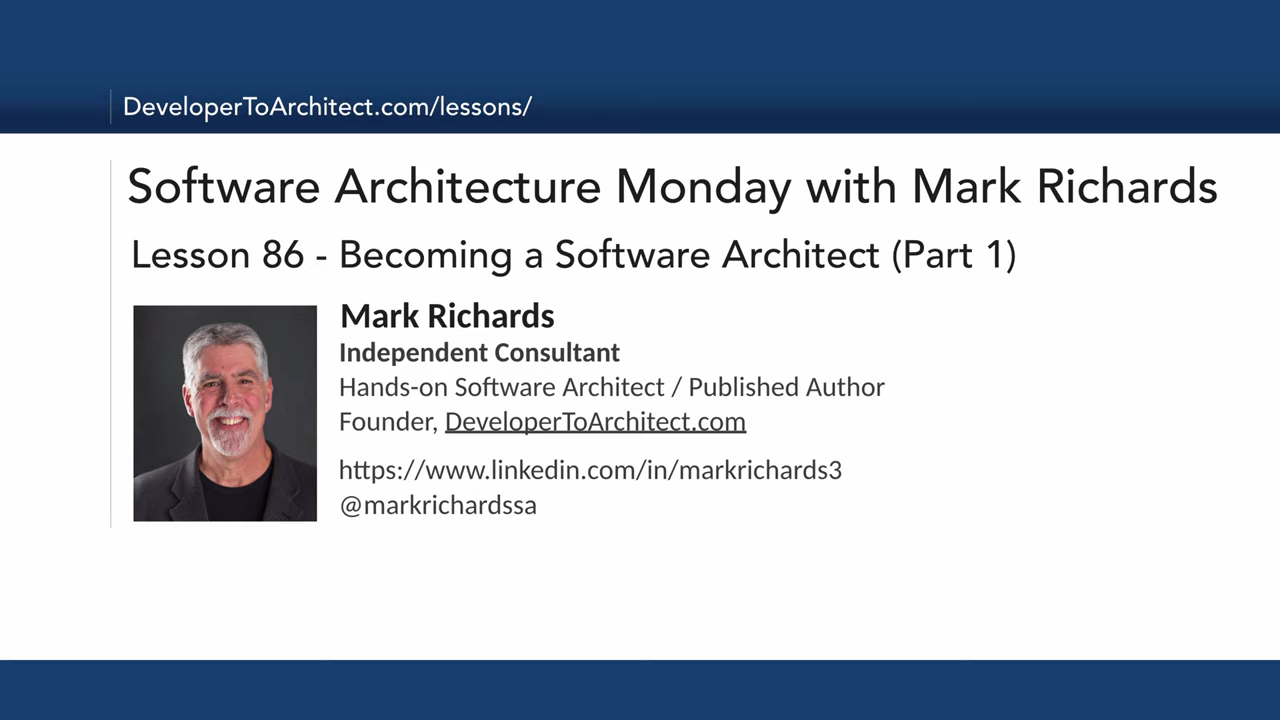 DeveloperToArchitect.com/lessons/
Software Architecture Monday with Mark Richards
Lesson 86 - Becoming a Software Architect (Part 1)
Mark Richards
Independent Consultant
Hands-on Software Architect / Published Author
Founder, DeveloperToArchitect.com
https://www.linkedin.com/in/markrichards3
@markrichardssa